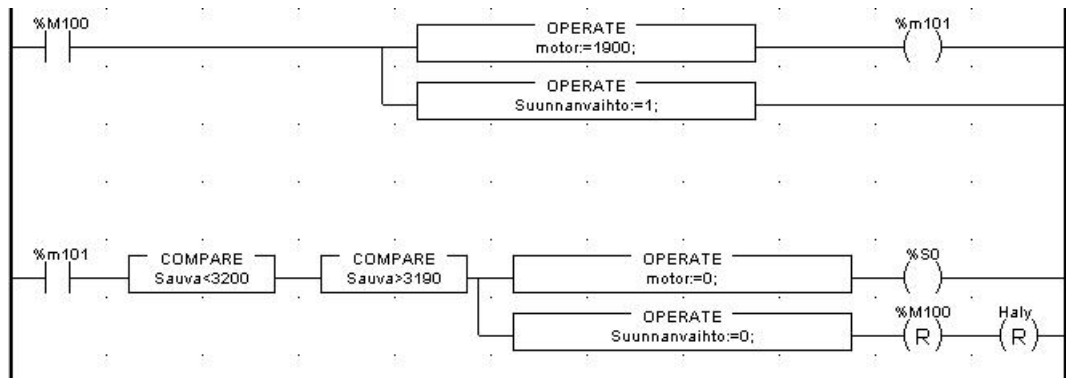 %M100
OPERATE
motor:=1900;
%m101
OPERATE
Suunnanvaihto:=1;
%m101
COMPARE
Sauva<3200
COMPARE
Sauva>3190
OPERATE
motor:=0;
%S0
OPERATE
Suunnanvaihto:=0;
%M100
R
Haly
R